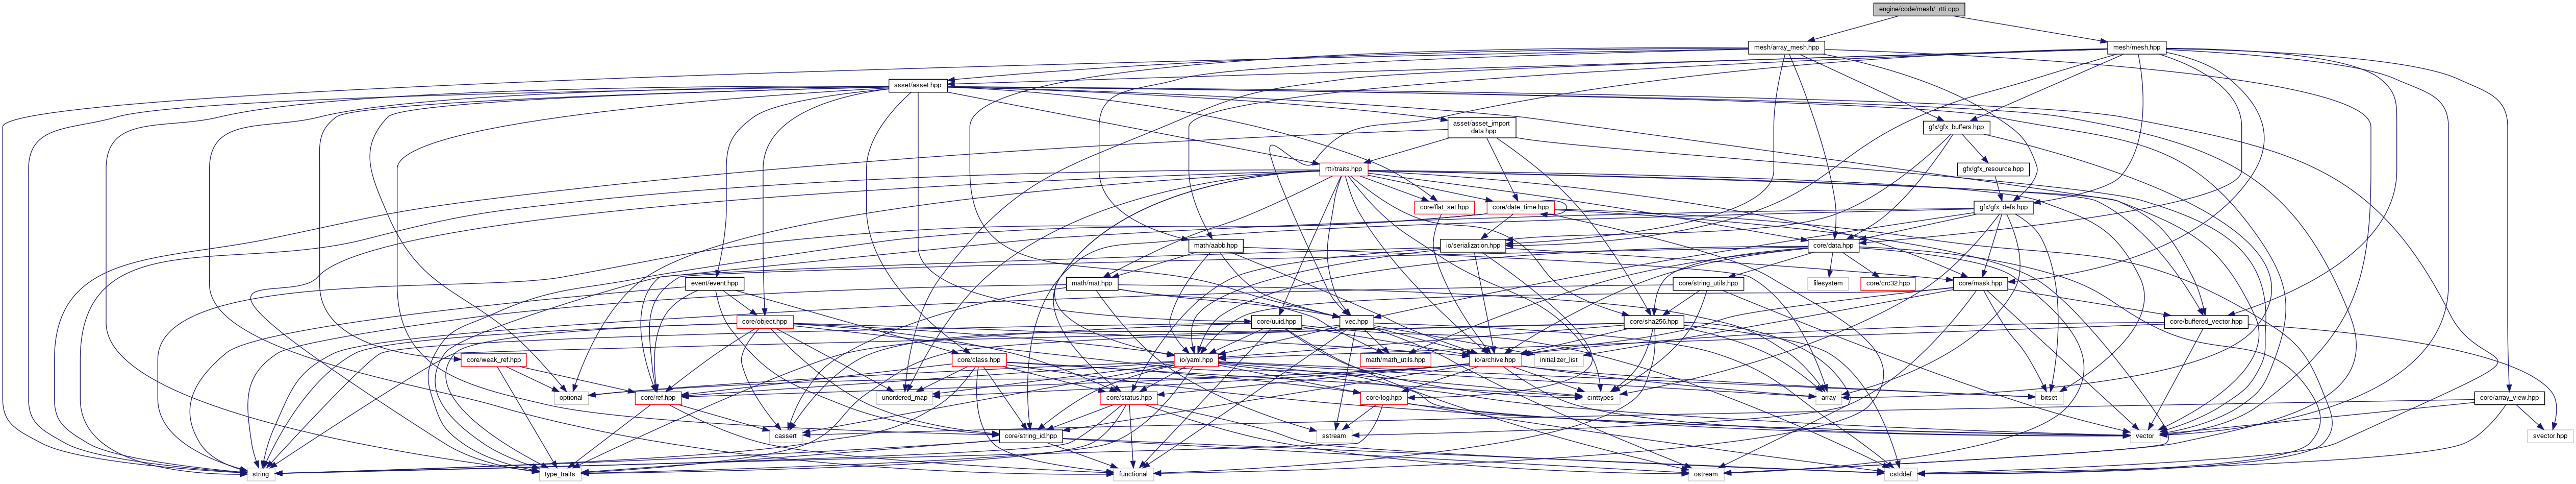 engine/code/mesh/_rtti.cpp
mesh/array_mesh.hpp
mesh/mesh.hpp
asset/asset.hpp
asset/asset_import
_data.hpp
gfx/gfx_buffers.hpp
rtti/traits.hpp
gfx/gfx_resource.hpp
core/flat_set.hpp
core/date_time.hpp
gfx/gfx_defs.hpp
math/aabb.hpp
io/serialization.hpp
core/data.hpp
event/event.hpp
math/mat.hpp
core/string_utils.hpp
filesystem
core/crc32.hpp
core/mask.hpp
core/object.hpp
core/uuid.hpp
vec.hpp
core/sha256.hpp
core/buffered_vector.hpp
core/weak_ref.hpp
core/class.hpp
io/yaml.hpp
math/math_utils.hpp
io/archive.hpp
initializer_list
optional
core/ref.hpp
unordered_map
core/status.hpp
core/log.hpp
cinttypes
array
bitset
core/array_view.hpp
cassert
core/string_id.hpp
sstream
vector
svector.hpp
string
type_traits
functional
ostream
cstddef